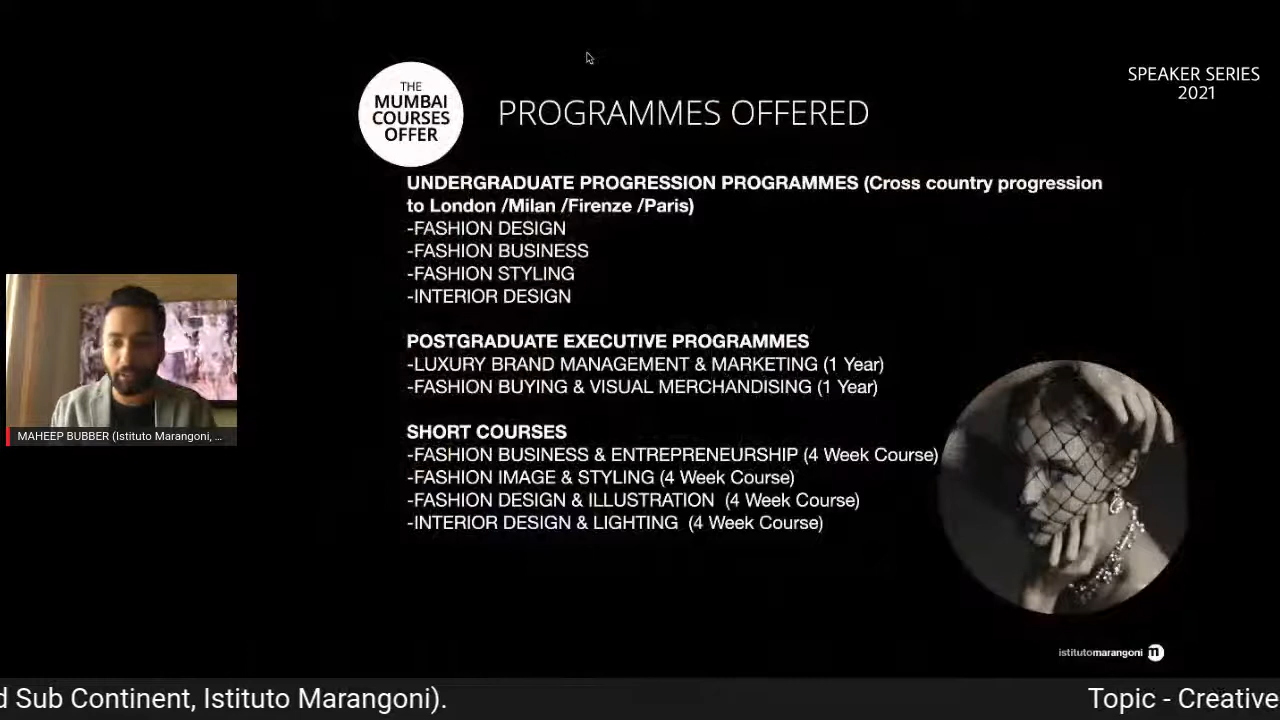 THE
MUMBAI
COURSES
OFFER
PROGRAMMES OFFERED
SPEAKER SERIES
2021
UNDERGRADUATE PROGRESSION PROGRAMMES (Cross country progression
to London /Milan /Firenze /Paris)
-FASHION DESIGN
-FASHION BUSINESS
-FASHION STYLING
-INTERIOR DESIGN
POSTGRADUATE EXECUTIVE PROGRAMMES
-LUXURY BRAND MANAGEMENT & MARKETING (1 Year)
-FASHION BUYING & VISUAL MERCHANDISING (1 Year)
SHORT COURSES
-FASHION BUSINESS & ENTREPRENEURSHIP (4 Week Course)
-FASHION IMAGE & STYLING (4 Week Course)
-FASHION DESIGN & ILLUSTRATION (4 Week Course)
-INTERIOR DESIGN & LIGHTING (4 Week Course)
MAHEEP BUBBER (Istituto Marangoni, ...
istitutomarangoni m
d Sub Continent, Istituto Marangoni). Topic - Creative